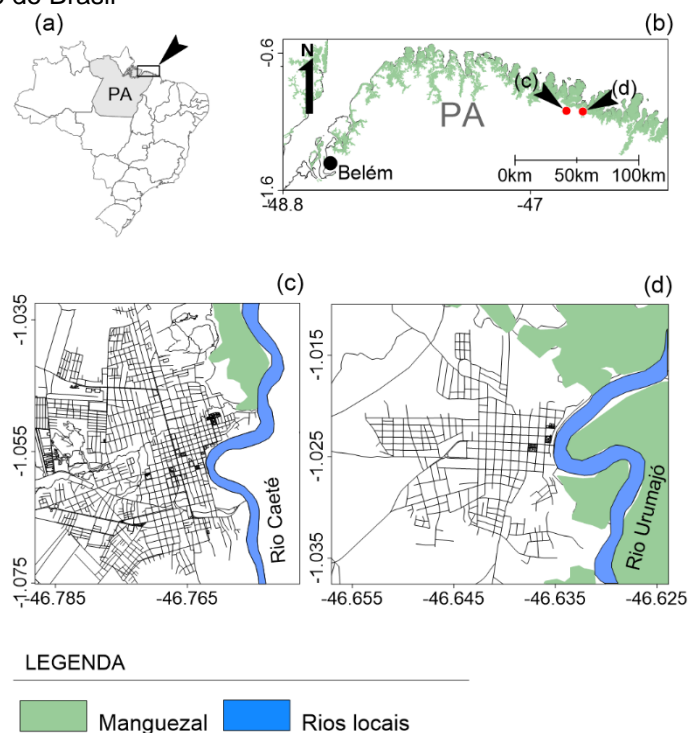 do Brasil
(a)
PA
(b)
-0.6
N
PA
(c)
(d)
Belém
0km 50km 100km
-1.6
-48.8
-47
(c)
-1.035
-1.055
-1.075
-46.785
-46.765
Rio Caeté
(d)
-1.015
-1.025
-1.035
-46.655
-46.645
-46.635
-46.625
Rio Urumajó
LEGENDA
Manguezal
Rios locais